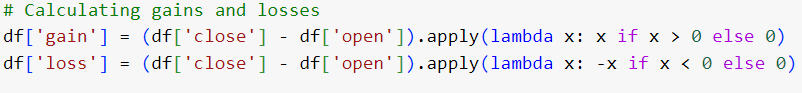 # Calculating gains and losses
df['gain'] = (df['close'] - df['open']).apply(lambda x: x if x > 0 else 0)
df['loss'] = (df['close'] - df['open']).apply(lambda x: -x if x < 0 else 0)